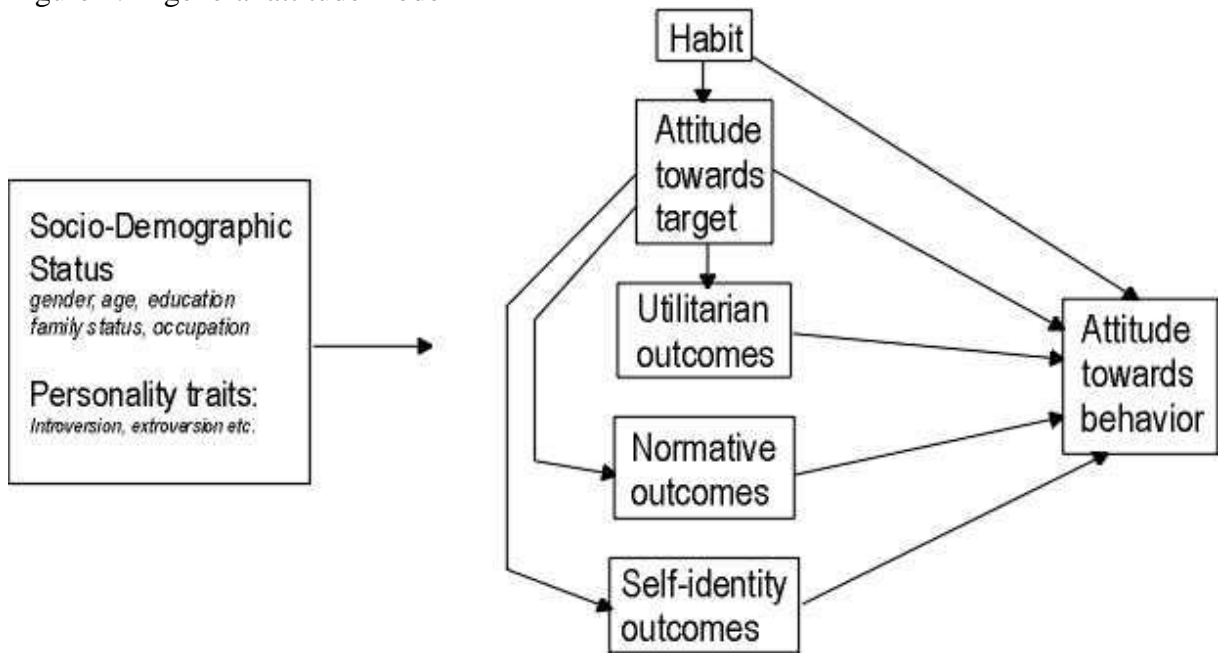 Habit
Attitude
towards
target
Socio-Demographic
Status
gender, age, education
family status, occupation
Personality traits:
Introversion, extroversion etc.
Utilitarian
outcomes
Normative
outcomes
Self-identity
outcomes
Attitude
towards
behavior